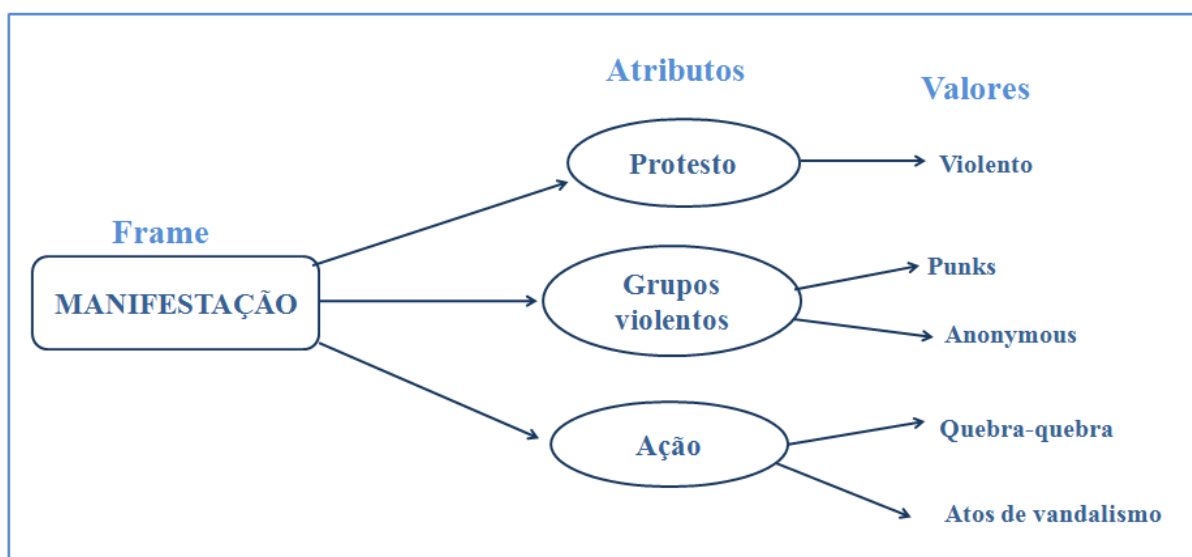 Atributos
Valores
Protesto
Violento
Frame
MANIFESTAÇÃO
Grupos
violentos
Punks
Anonymous
Ação
Quebra-quebra
Atos de vandalismo